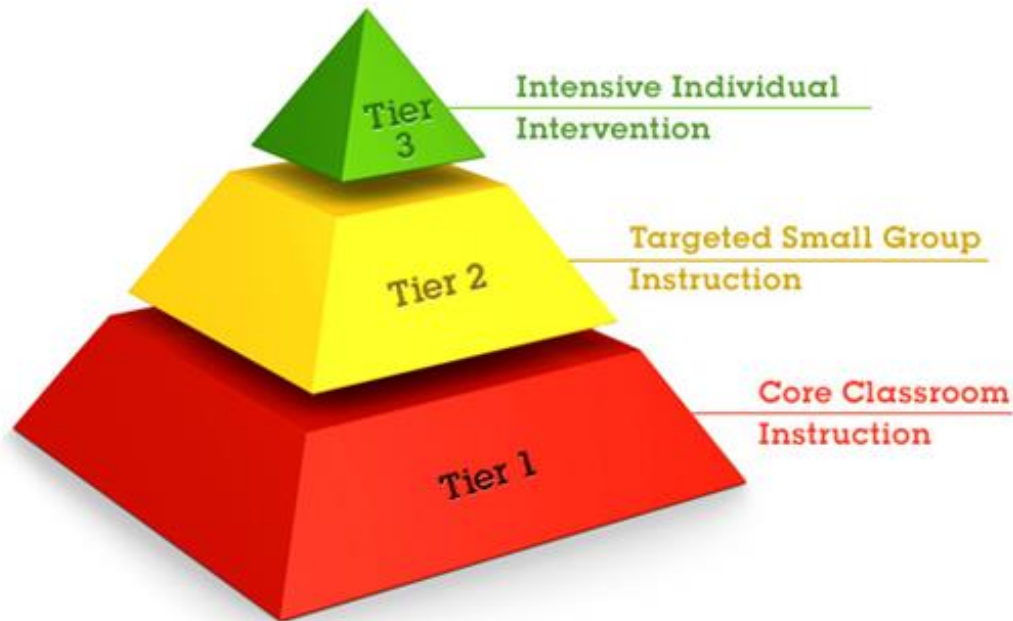 Tier
3
Intensive Individual
Intervention
Tier 2
Targeted Small Group
Instruction
Tier 1
Core Classroom
Instruction